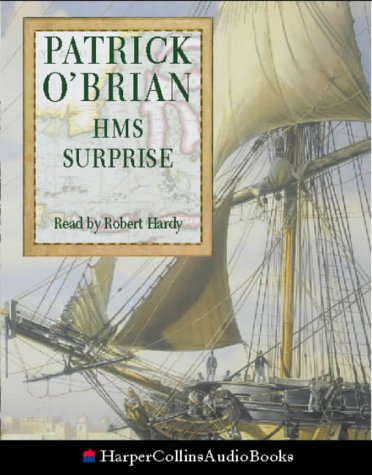 PATRICK
O'BRIAN
HMS
SURPRISE
Read by Robert Hardy
HarperCollinsAudioBooks